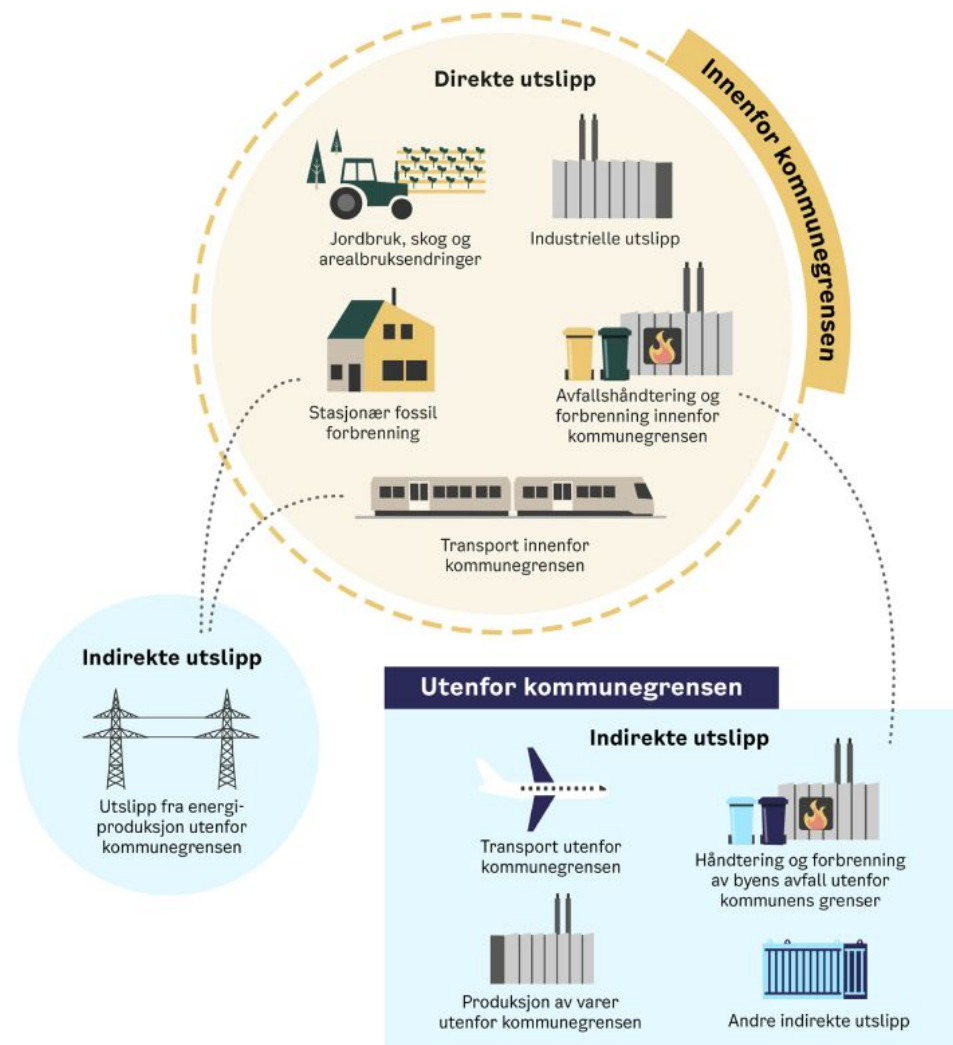 Direkte utslipp
Innenfor kommunegrensen
Jordbruk, skog og
arealbruksendringer
Industrielle utslipp
Stasjonær fossil
forbrenning
Avfallshåndtering og
forbrenning innenfor
kommunegrensen
Transport innenfor
kommunegrensen
Indirekte utslipp
Utslipp fra energi-
produksjon utenfor
kommunegrensen
Utenfor kommunegrensen
Indirekte utslipp
Transport utenfor
kommunegrensen
Håndtering og forbrenning
av byens avfall utenfor
kommunens grenser
Produksjon av varer
utenfor kommunegrensen
Andre indirekte utslipp